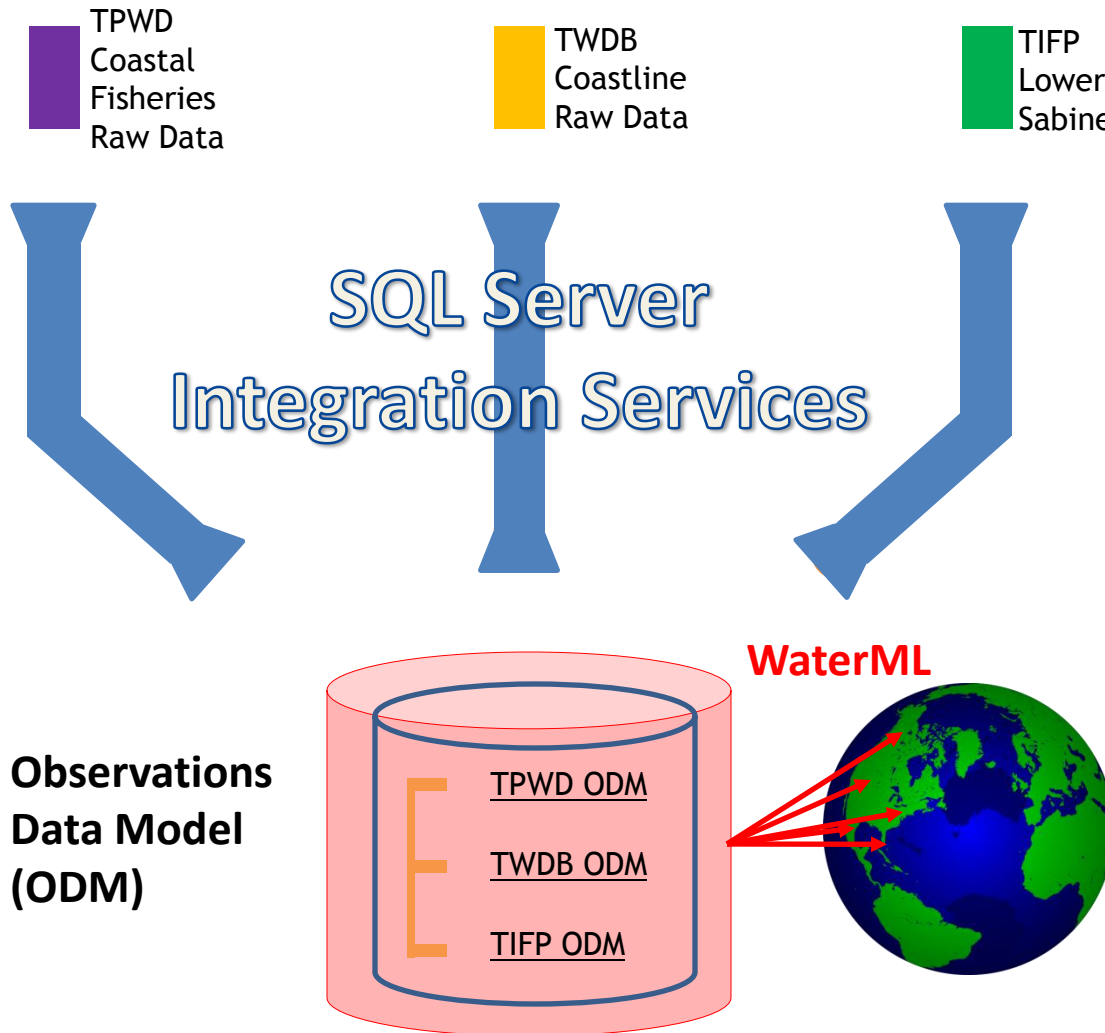 TPWD
Coastal
Fisheries
Raw Data
TWDB
Coastline
Raw Data
TIFP
Lower
Sabine
SQL Server
Integration Services
WaterML
Observations
Data Model
(ODM)
TPWD ODM
TWDB ODM
TIFP ODM